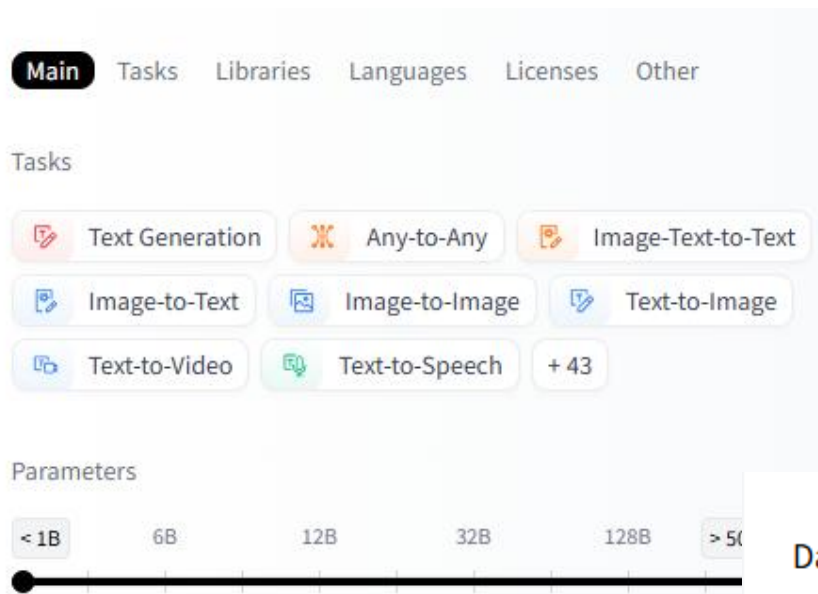 Main Tasks Libraries Languages Licenses Other
Tasks
Text Generation Any-to-Any Image-Text-to-Text
Image-to-Text Image-to-Image Text-to-Image
Text-to-Video Text-to-Speech + 43
Parameters
< 1B 6B 12B 32B 128B